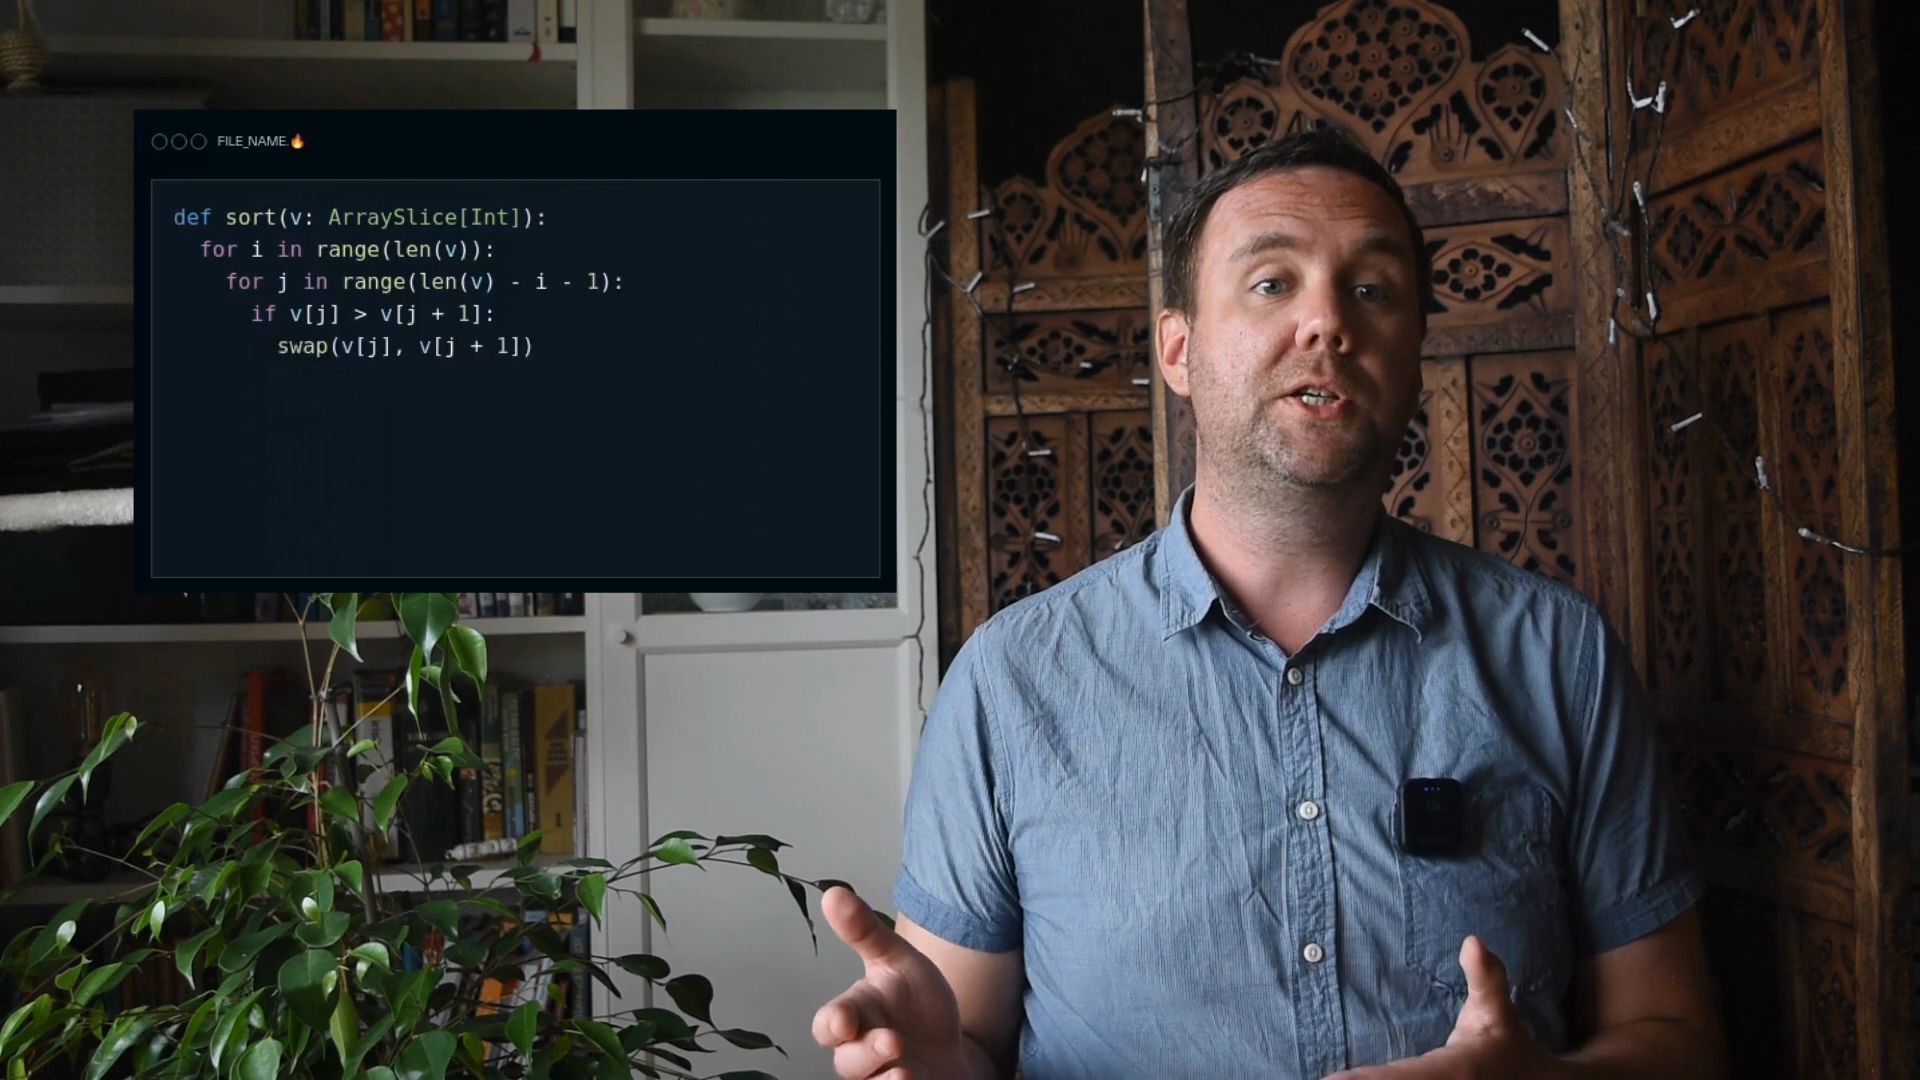 FILE_NAME.🔥
def sort(v: ArraySlice[Int]):
  for i in range(len(v)):
    for j in range(len(v) - i - 1):
      if v[j] > v[j + 1]:
        swap(v[j], v[j + 1])